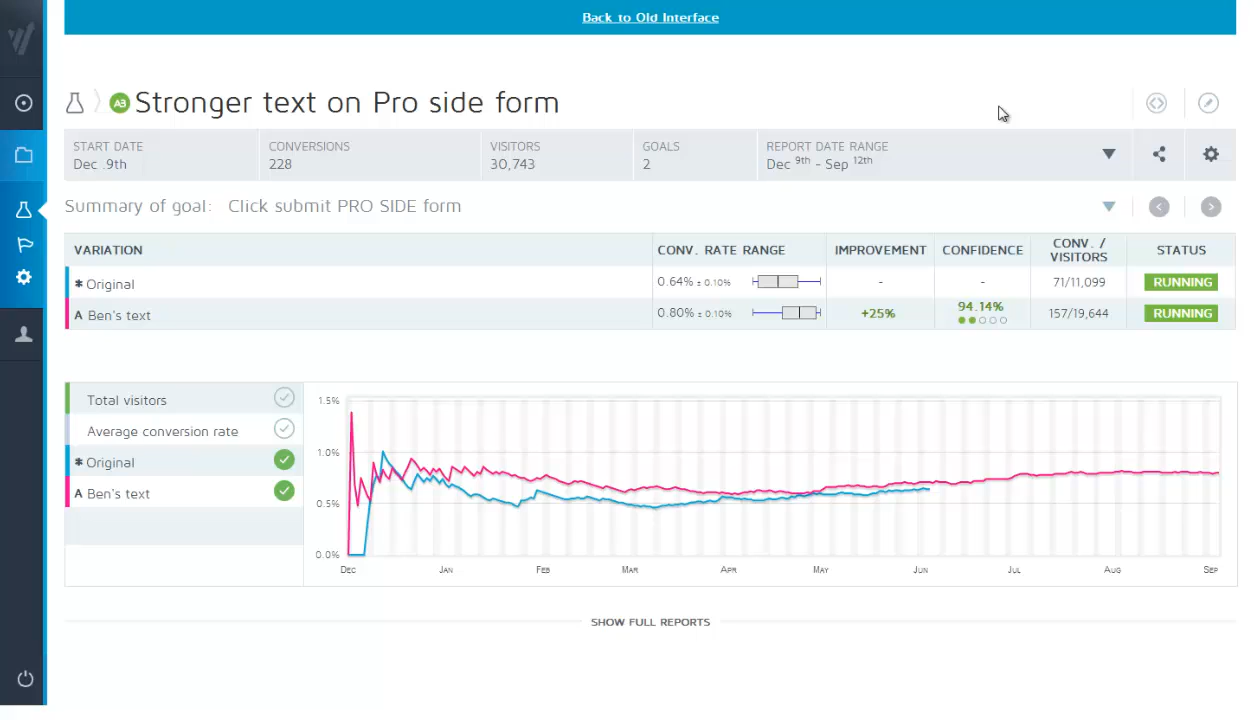 Back to Old Interface
A3 Stronger text on Pro side form
START DATE CONVERSIONS VISITORS GOALS REPORT DATE RANGE
Dec .9th 228 30,743 2 Dec 9th - Sep 12th
Summary of goal: Click submit PRO SIDE form
VARIATION CONV. RATE RANGE IMPROVEMENT CONFIDENCE CONV. / VISITORS STATUS
✱ Original 0.64% ± 0.10% - - 71/11,099 RUNNING
A Ben's text 0.80% ± 0.10% +25% 94.14% 157/19,644 RUNNING
Total visitors
Average conversion rate
✱ Original
A Ben's text
1.5%
1.0%
0.5%
0.0%
DEC JAN FEB MAR APR MAY JUN JUL AUG SEP
SHOW FULL REPORTS